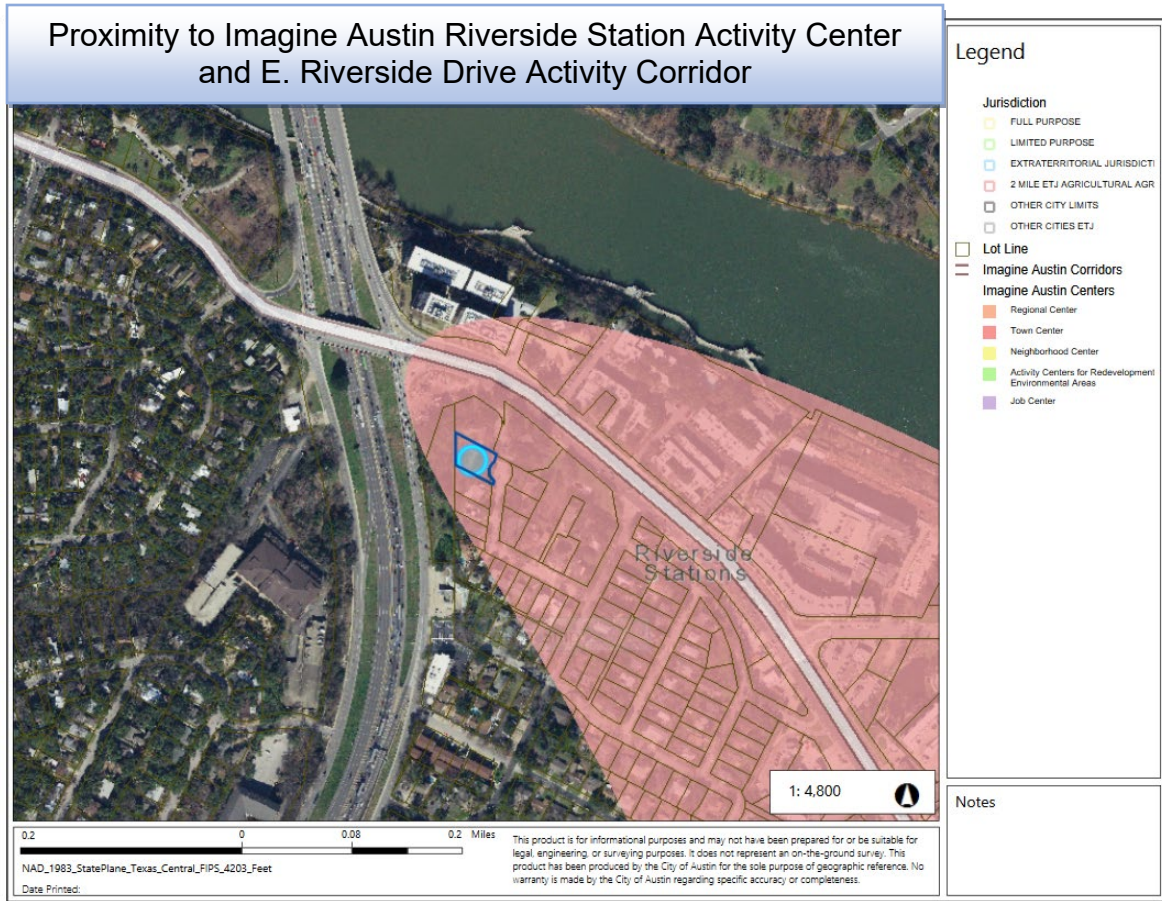 Proximity to Imagine Austin Riverside Station Activity Center
and E. Riverside Drive Activity Corridor
Legend
Jurisdiction
FULL PURPOSE
LIMITED PURPOSE
EXTRATERRITORIAL JURISDICTI
2 MILE ETJ AGRICULTURAL AGR
OTHER CITY LIMITS
OTHER CITIES ETJ
Lot Line
Imagine Austin Corridors
Imagine Austin Centers
Regional Center
Town Center
Neighborhood Center
Activity Centers for Redevelopment
Environmental Areas
Job Center
Riverside
Stations
1: 4,800
Notes
0.2 0 0.08 0.2 Miles
NAD_1983_StatePlane_Texas_Central_FIPS_4203_Feet
Date Printed:
This product is for informational purposes and may not have been prepared for or be suitable for
legal, engineering, or surveying purposes. It does not represent an on-the-ground survey. This
product has been produced by the City of Austin for the sole purpose of geographic reference. No
warranty is made by the City of Austin regarding specific accuracy or completeness.